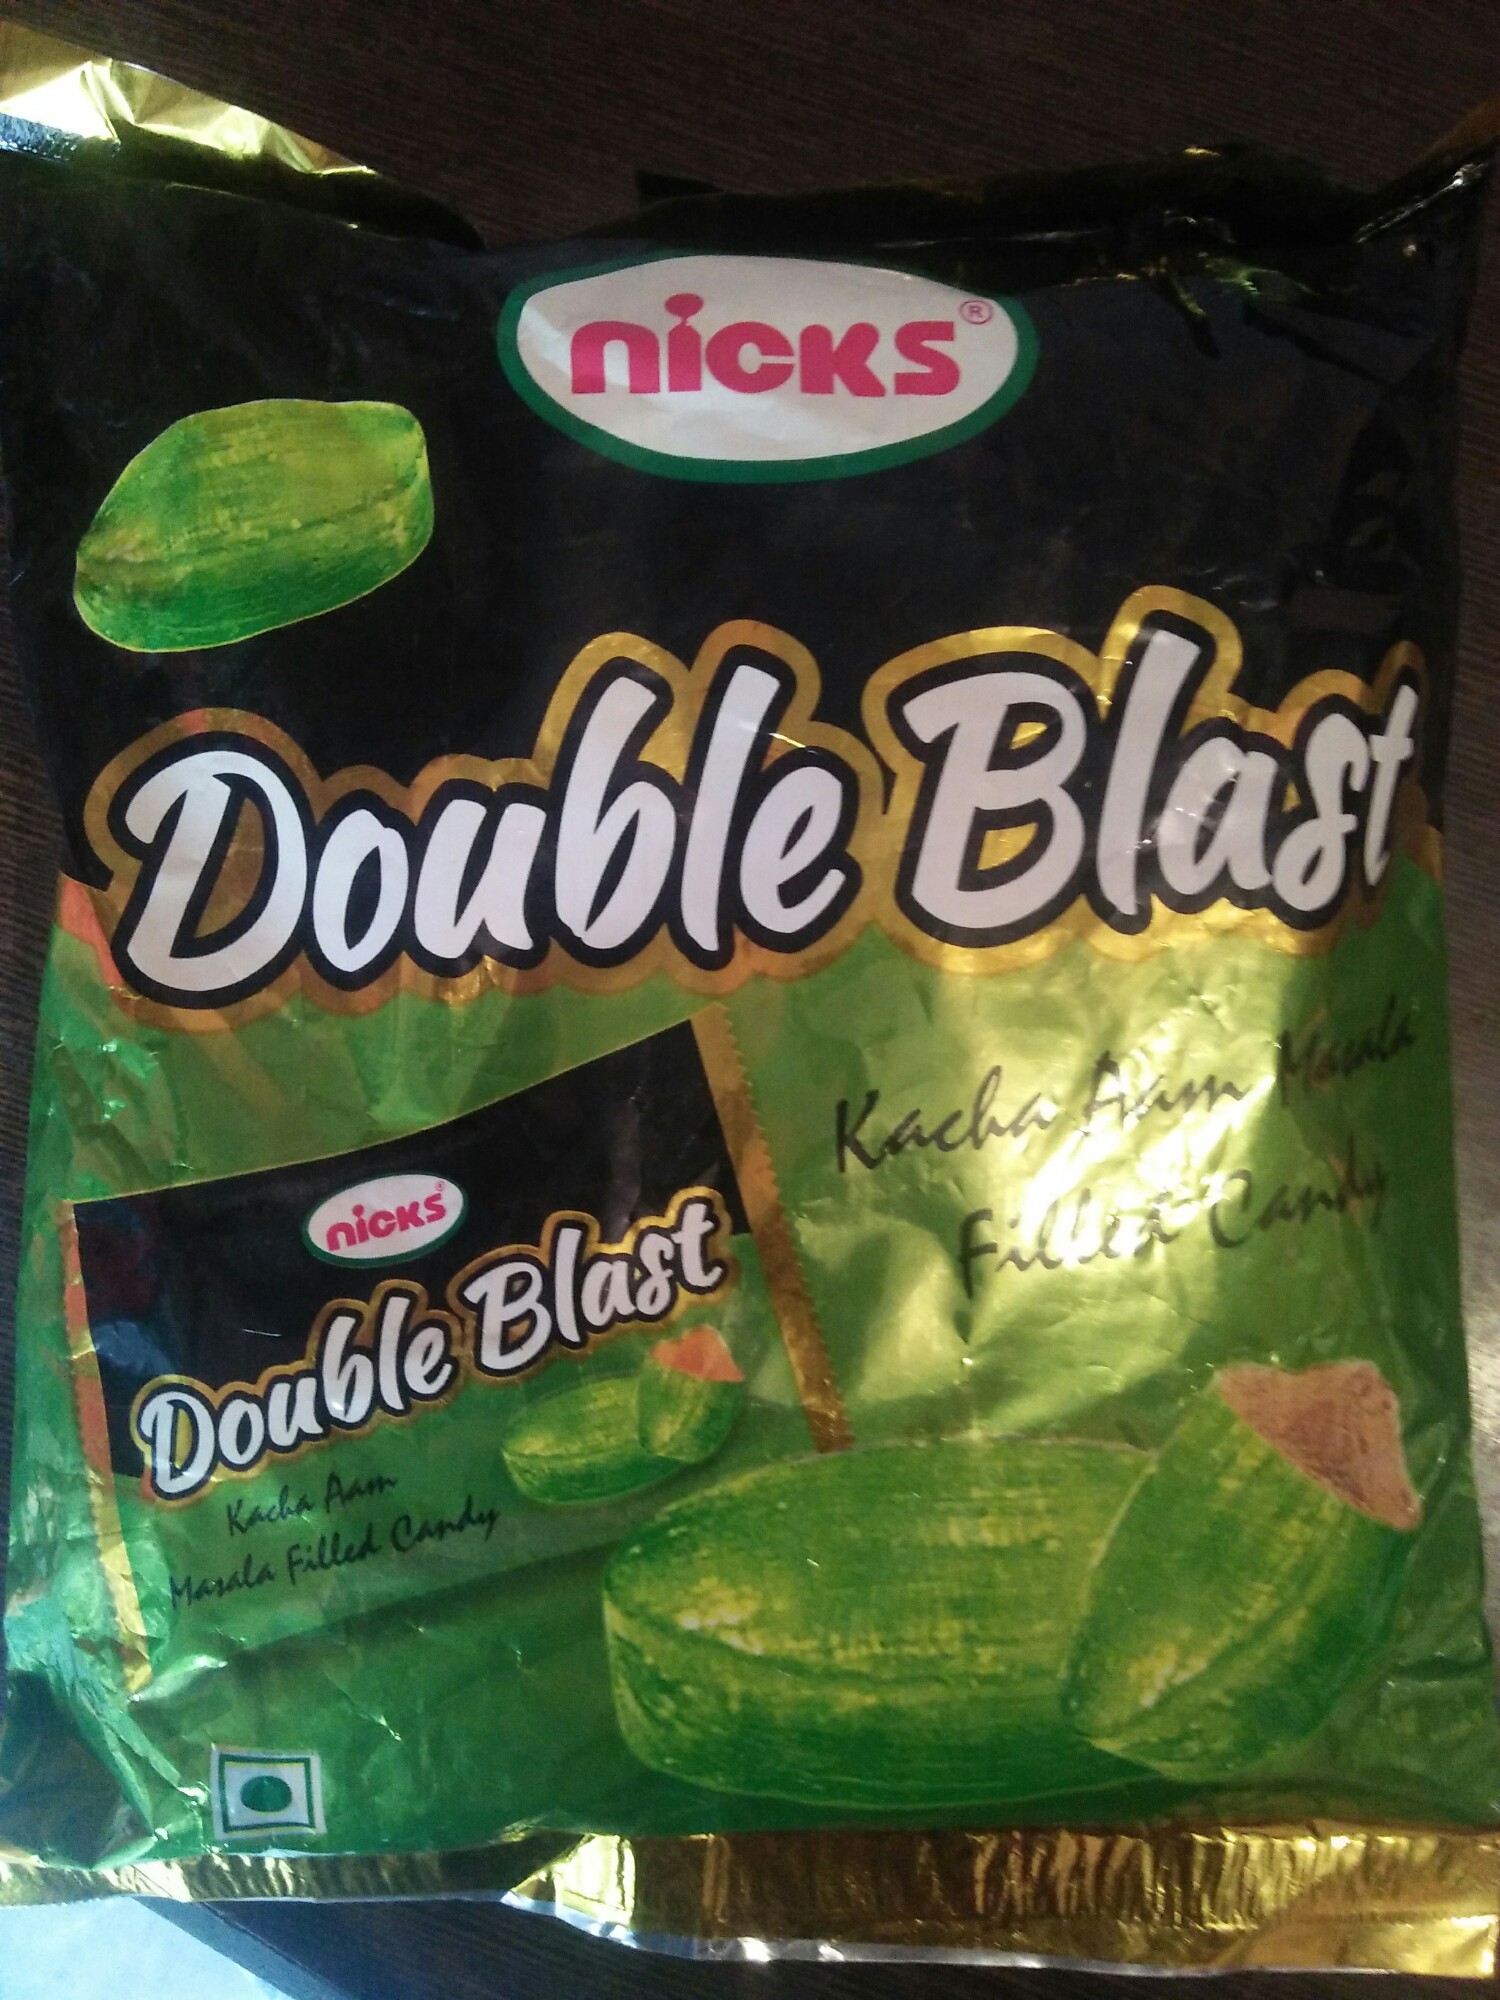 nicks®
Double Blast
Kacha Aam Masala
Filled Candy
nicks®
Double Blast
Kacha Aam
Masala Filled Candy